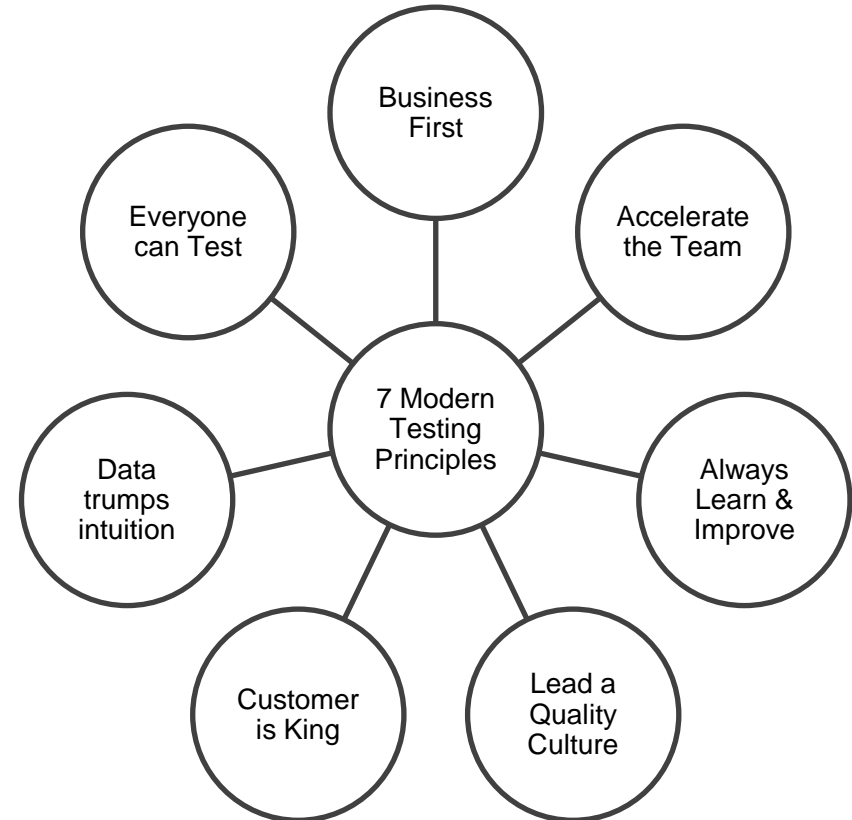 Business
First
Accelerate
the Team
Always
Learn &
Improve
Lead a
Quality
Culture
Customer
is King
Data
trumps
intuition
Everyone
can Test
7 Modern
Testing
Principles